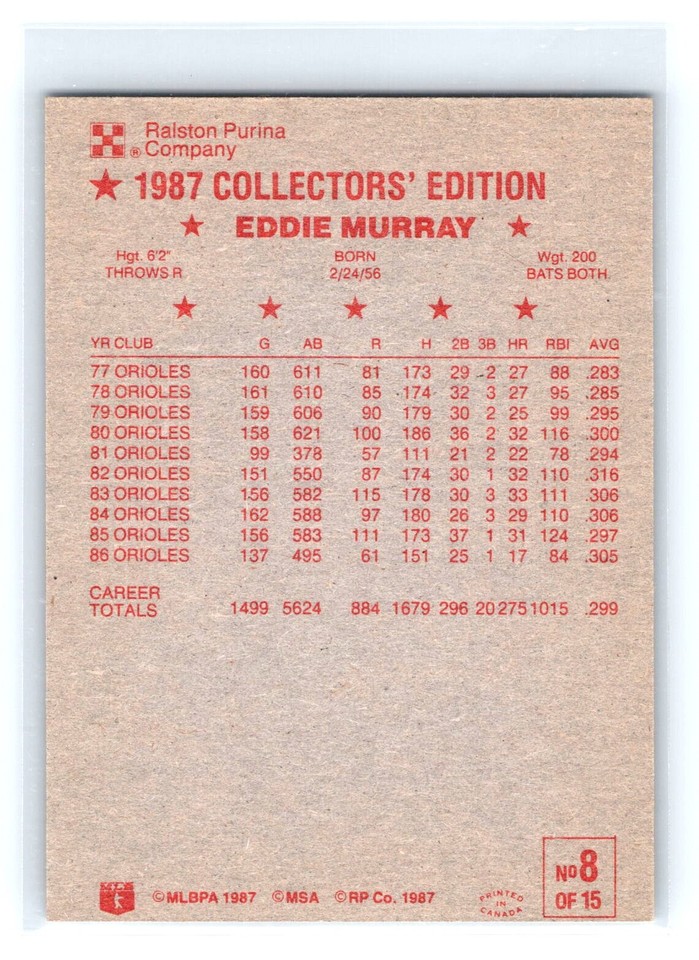 Ralston Purina
® Company
★ 1987 COLLECTORS' EDITION
★ EDDIE MURRAY ★
Hgt. 6'2" BORN Wgt. 200
THROWS R 2/24/56 BATS BOTH
★ ★ ★ ★ ★
YR CLUB G AB R H 2B 3B HR RBI AVG
77 ORIOLES 160 611 81 173 29 2 27 88 .283
78 ORIOLES 161 610 85 174 32 3 27 95 .285
79 ORIOLES 159 606 90 179 30 2 25 99 .295
80 ORIOLES 158 621 100 186 36 2 32 116 .300
81 ORIOLES 99 378 57 111 21 2 22 78 .294
82 ORIOLES 151 550 87 174 30 1 32 110 .316
83 ORIOLES 156 582 115 178 30 3 33 111 .306
84 ORIOLES 162 588 97 180 26 3 29 110 .306
85 ORIOLES 156 583 111 173 37 1 31 124 .297
86 ORIOLES 137 495 61 151 25 1 17 84 .305
CAREER
TOTALS 1499 5624 884 1679 296 20 275 1015 .299
©MLBPA 1987 ©MSA ©RP Co. 1987
PRINTED
IN
CANADA
No 8
OF 15